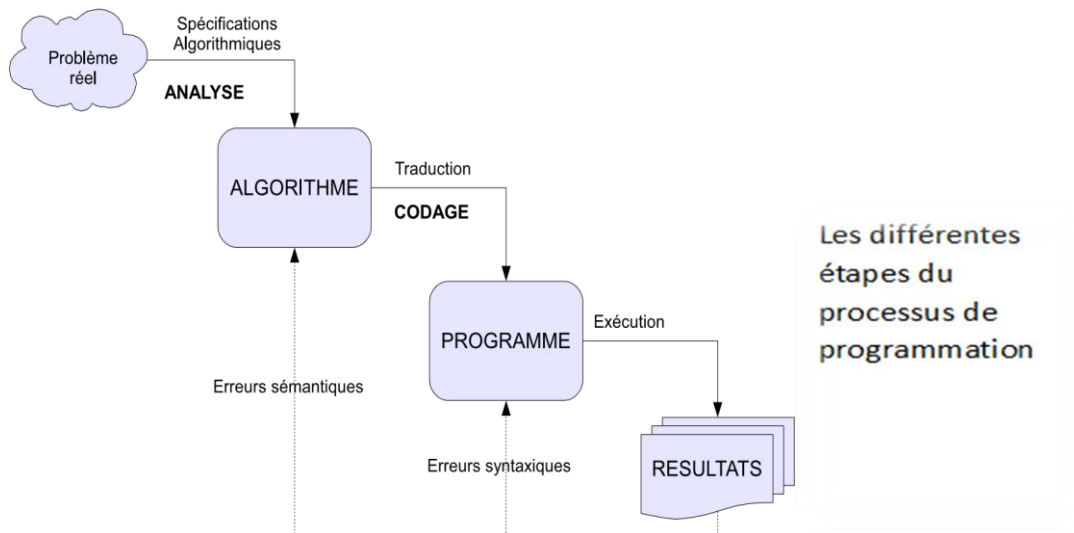 Spécifications
Algorithmiques
Problème
réel
ANALYSE
ALGORITHME
Traduction
CODAGE
Les différentes
étapes du
processus de
programmation
PROGRAMME
Exécution
Erreurs sémantiques
Erreurs syntaxiques
RESULTATS